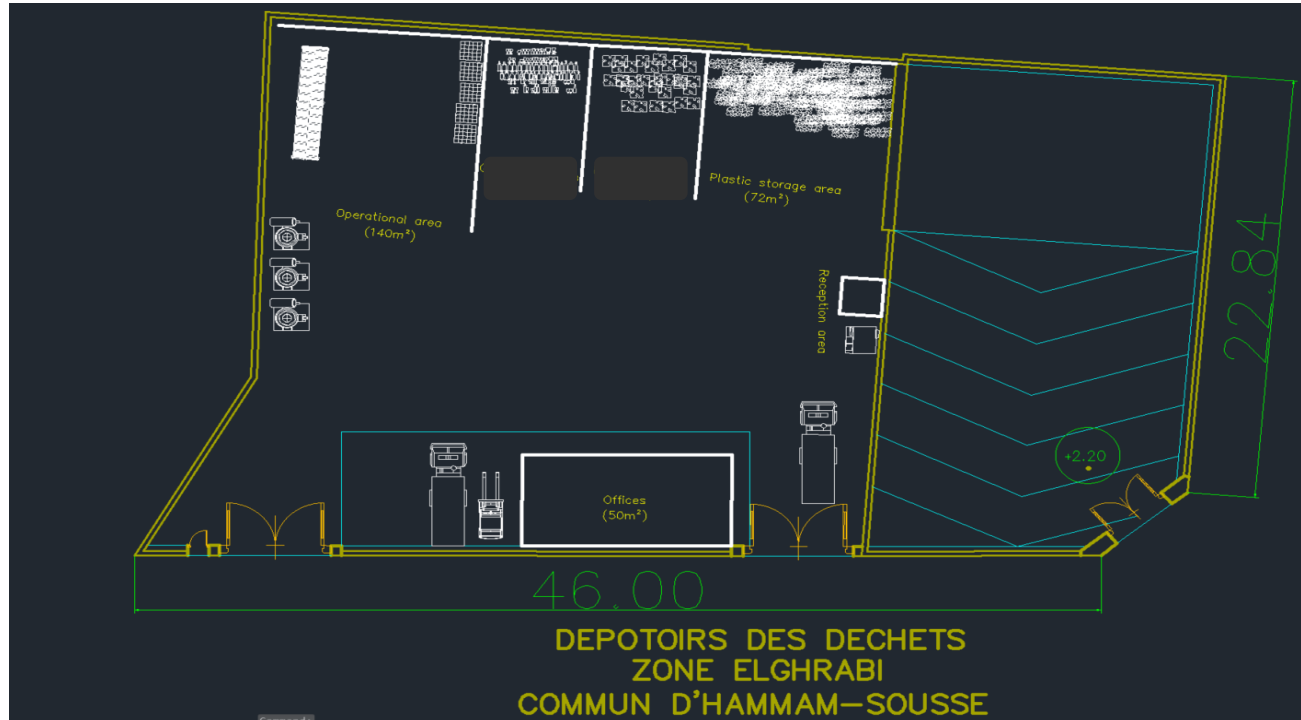 Operational area
(140m²)
Plastic storage area
(72m²)
Reception area
Offices
(50m²)
+2.20
22.84
46.00
DEPOTOIRS DES DECHETS
ZONE ELGHRABI
COMMUN D'HAMMAM-SOUSSE